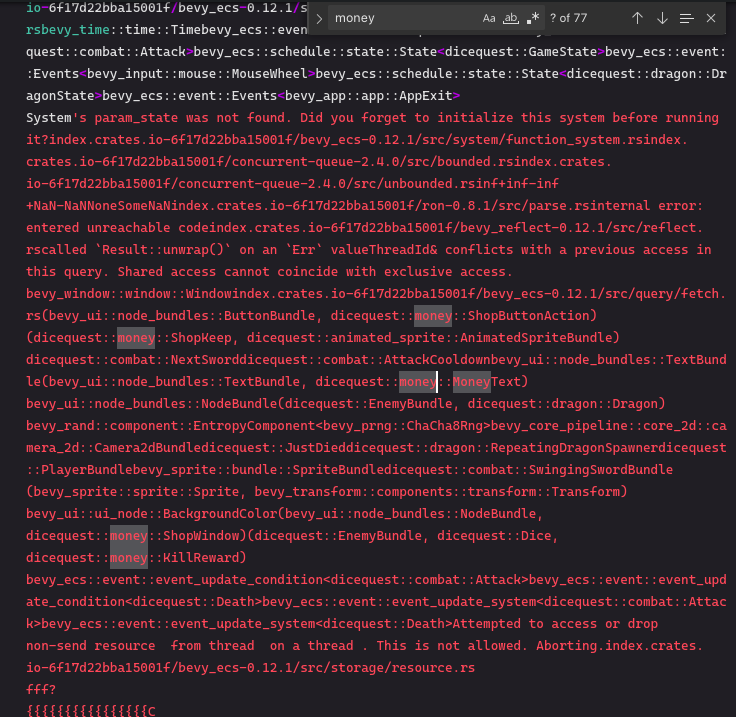 io-6f17d22bba15001f/bevy_ecs-0.12.1/s
money
Aa
ab
.*
? of 77
rsbevy_time::time::Timebevy_ecs::even
quest::combat::Attack>bevy_ecs::schedule::state::State<dicequest::GameState>bevy_ecs::event:
:Events<bevy_input::mouse::MouseWheel>bevy_ecs::schedule::state::State<dicequest::dragon::Dr
agonState>bevy_ecs::event::Events<bevy_app::app::AppExit>
System's param_state was not found. Did you forget to initialize this system before running
it?index.crates.io-6f17d22bba15001f/bevy_ecs-0.12.1/src/system/function_system.rsindex.
crates.io-6f17d22bba15001f/concurrent-queue-2.4.0/src/bounded.rsindex.crates.
io-6f17d22bba15001f/concurrent-queue-2.4.0/src/unbounded.rsinf+inf-inf
+NaN-NaNNoneSomeNaNindex.crates.io-6f17d22bba15001f/ron-0.8.1/src/parse.rsinternal error:
entered unreachable codeindex.crates.io-6f17d22bba15001f/bevy_reflect-0.12.1/src/reflect.
rscalled `Result::unwrap()` on an `Err` valueThreadId& conflicts with a previous access in
this query. Shared access cannot coincide with exclusive access.
bevy_window::window::Windowindex.crates.io-6f17d22bba15001f/bevy_ecs-0.12.1/src/query/fetch.
rs(bevy_ui::node_bundles::ButtonBundle, dicequest::money::ShopButtonAction)
(dicequest::money::ShopKeep, dicequest::animated_sprite::AnimatedSpriteBundle)
dicequest::combat::NextSworddicequest::combat::AttackCooldownbevy_ui::node_bundles::TextBund
le(bevy_ui::node_bundles::TextBundle, dicequest::money::MoneyText)
bevy_ui::node_bundles::NodeBundle(dicequest::EnemyBundle, dicequest::dragon::Dragon)
bevy_rand::component::EntropyComponent<bevy_prng::ChaCha8Rng>bevy_core_pipeline::core_2d::ca
mera_2d::Camera2dBundledicequest::JustDieddicequest::dragon::RepeatingDragonSpawnerdicequest
::PlayerBundlebevy_sprite::bundle::SpriteBundledicequest::combat::SwingingSwordBundle
(bevy_sprite::sprite::Sprite, bevy_transform::components::transform::Transform)
bevy_ui::ui_node::BackgroundColor(bevy_ui::node_bundles::NodeBundle,
dicequest::money::ShopWindow)(dicequest::EnemyBundle, dicequest::Dice,
dicequest::money::KillReward)
bevy_ecs::event::event_update_condition<dicequest::combat::Attack>bevy_ecs::event::event_upd
ate_condition<dicequest::Death>bevy_ecs::event::event_update_system<dicequest::combat::Attac
k>bevy_ecs::event::event_update_system<dicequest::Death>Attempted to access or drop
non-send resource  from thread  on a thread . This is not allowed. Aborting.index.crates.
io-6f17d22bba15001f/bevy_ecs-0.12.1/src/storage/resource.rs
fff?
{{{{{{{{{{{{{{{{C